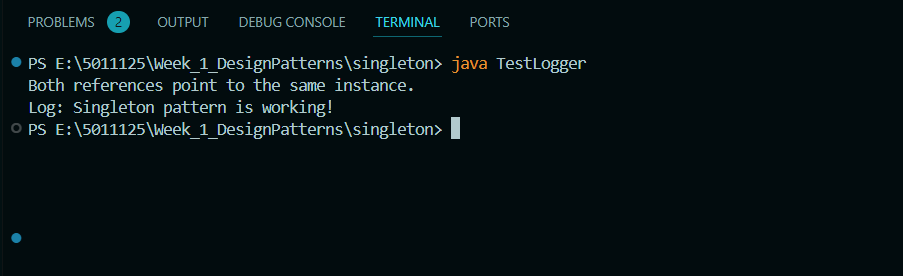 PROBLEMS 2 OUTPUT DEBUG CONSOLE TERMINAL PORTS
PS E:\5011125\Week_1_DesignPatterns\singleton> java TestLogger
Both references point to the same instance.
Log: Singleton pattern is working!
PS E:\5011125\Week_1_DesignPatterns\singleton>